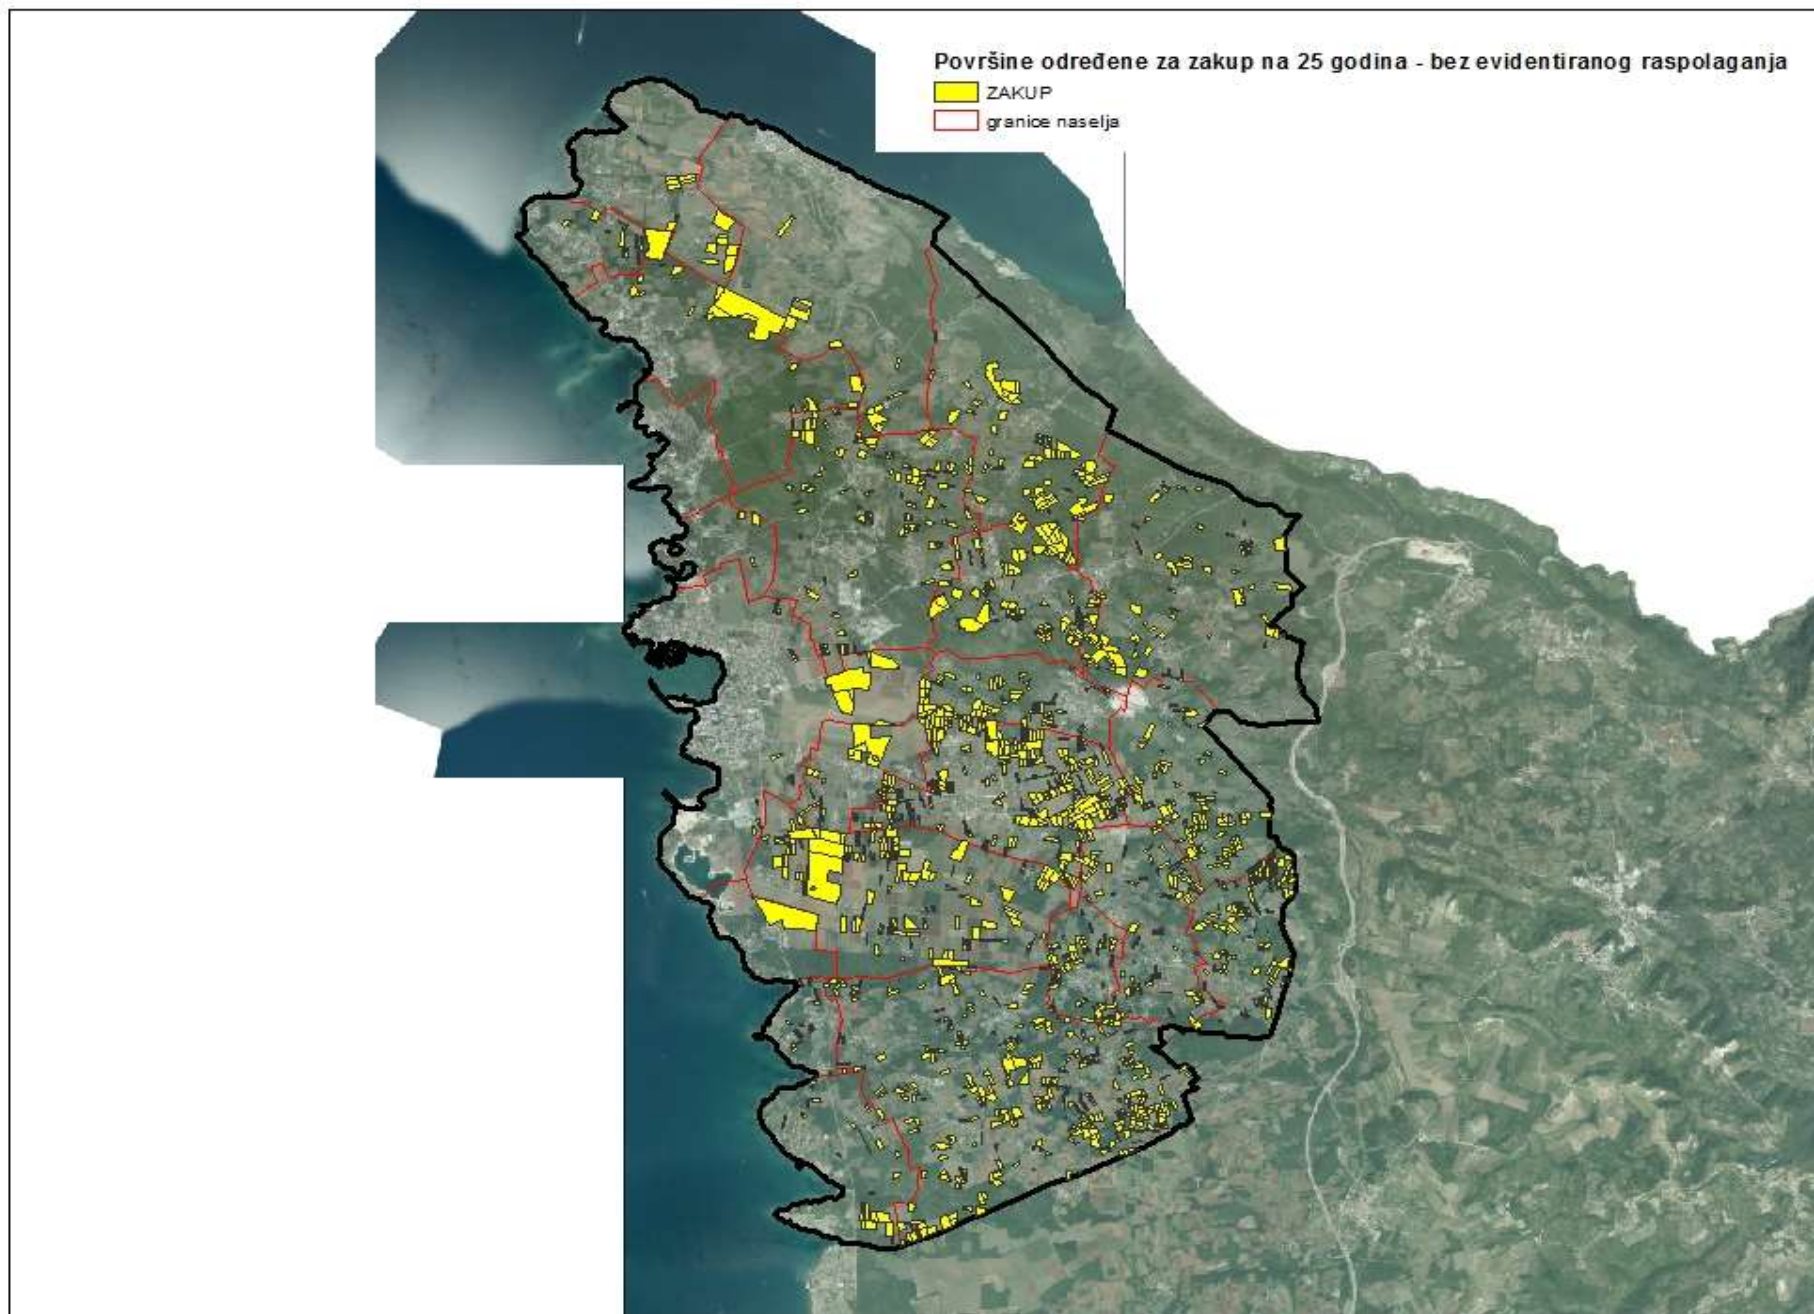 Površine određene za zakup na 25 godina - bez evidentiranog raspolaganja
ZAKUP
granice naselja